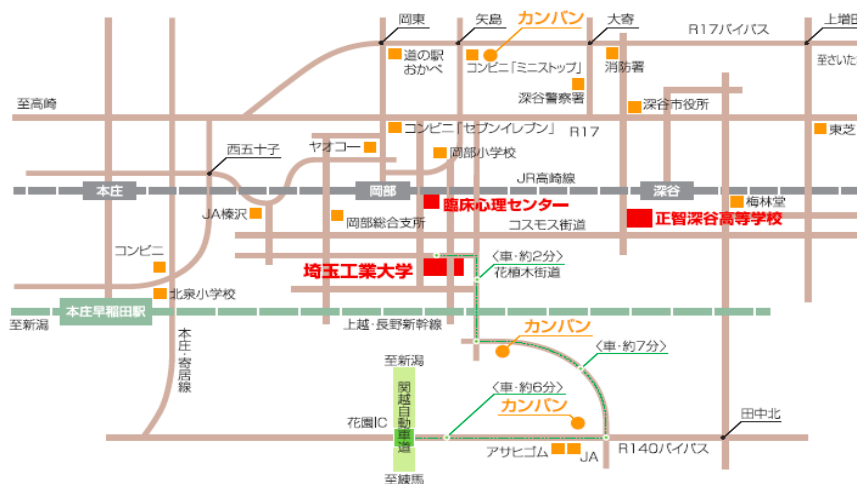 岡東
矢島
カンバン
大寄
R17バイパス
上増田
道の駅
おかべ
コンビニ「ミニストップ」
消防署
至さいたま
深谷警察署
至高崎
深谷市役所
コンビニ「セブンイレブン」
R17
東芝
西五十子
ヤオコー
岡部小学校
JR高崎線
本庄
岡部
深谷
臨床心理センター
梅林堂
JA榛沢
岡部総合支所
コスモス街道
正智深谷高等学校
コンビニ
〈車・約2分〉
埼玉工業大学
花植木街道
北泉小学校
本庄早稲田駅
至新潟
上越・長野新幹線
カンバン
本庄・寄居線
〈車・約7分〉
至新潟
〈車・約6分〉
カンバン
関越自動車道
花園IC
田中北
アサヒゴム
JA
R140バイパス
至練馬